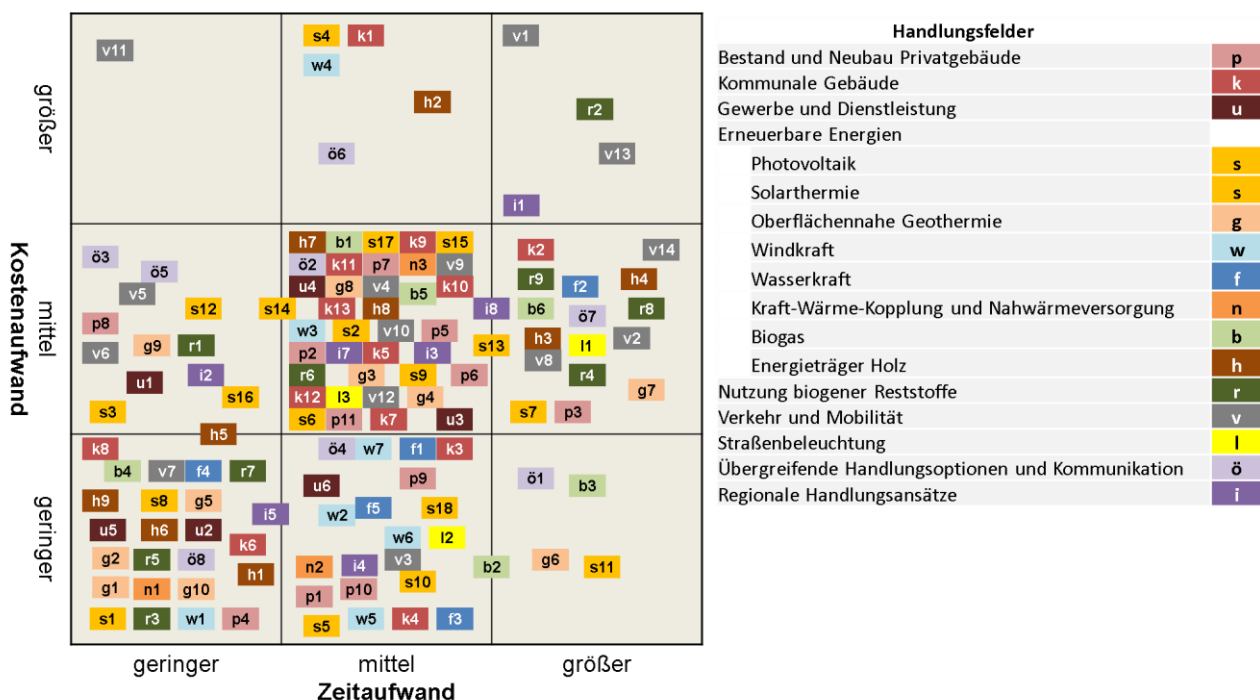 v11
s4 k1
w4
h2
ö6
v1
r2
v13
i1
größer
ö3
ö5
v5
s12
s14
p8
v6
g9
r1
u1
i2
s16
s3
h5
h7 b1 s17 k9 s15
ö2 k11 p7 n3 v9
u4 g8 v4 b5 k10
k13 h8 i8
w3 s2 v10 p5
s13
p2 i7 k5 i3
r6 g3 s9 p6
k12 l3 v12 g4
s6 p11 k7 u3
k2 v14
r9 f2 h4
b6 ö7 r8
h3 l1 v2
v8 r4
g7
s7 p3
mittel
Kostenaufwand
k8
b4 v7 f4 r7
h9 s8 g5
i5
u5 h6 u2
k6
g2 r5 ö8
h1
g1 n1 g10
s1 r3 w1 p4
ö4 w7 f1 k3
u6 p9
w2 f5 s18
w6 l2
n2 i4 v3
b2
p1 p10 s10
s5 w5 k4 f3
ö1 b3
g6 s11
geringer
geringer mittel größer
Zeitaufwand
Handlungsfelder
Bestand und Neubau Privatgebäude p
Kommunale Gebäude k
Gewerbe und Dienstleistung u
Erneuerbare Energien
Photovoltaik s
Solarthermie s
Oberflächennahe Geothermie g
Windkraft w
Wasserkraft f
Kraft-Wärme-Kopplung und Nahwärmeversorgung n
Biogas b
Energieträger Holz h
Nutzung biogener Reststoffe r
Verkehr und Mobilität v
Straßenbeleuchtung l
Übergreifende Handlungsoptionen und Kommunikation ö
Regionale Handlungsansätze i